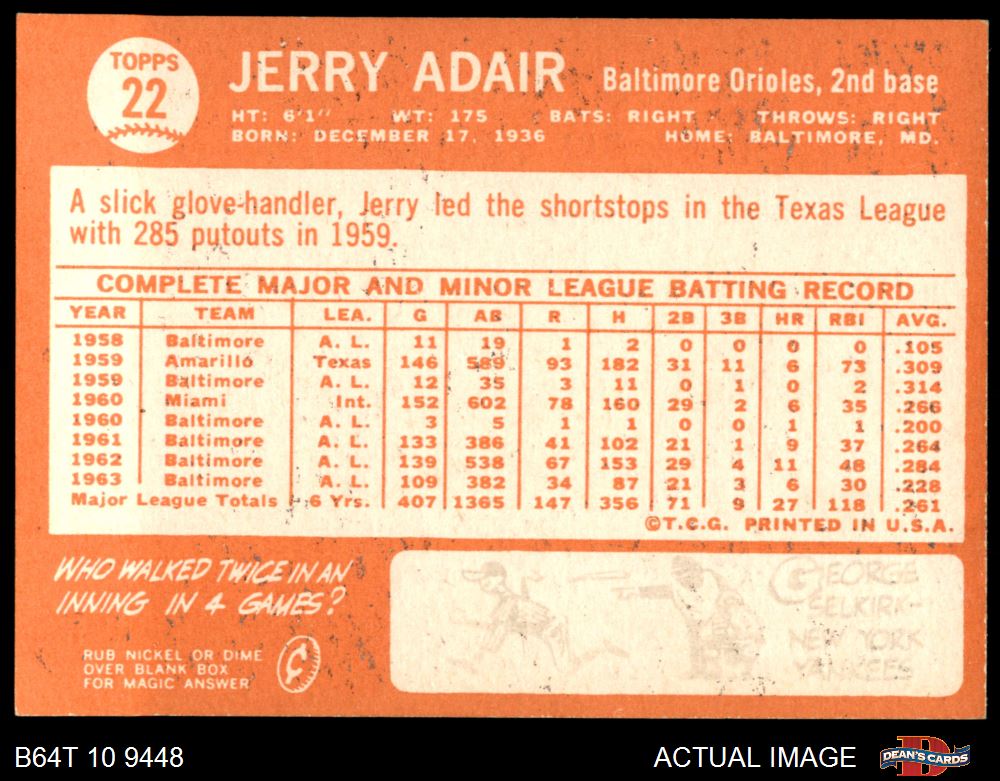 TOPPS
22
JERRY ADAIR Baltimore Orioles, 2nd base
HT: 6'1" WT: 175 BATS: RIGHT THROWS: RIGHT
BORN: DECEMBER 17, 1936 HOME: BALTIMORE, MD.
A slick glove-handler, Jerry led the shortstops in the Texas League
with 285 putouts in 1959.
COMPLETE MAJOR AND MINOR LEAGUE BATTING RECORD
YEAR TEAM LEA. G AB R H 2B 3B HR RBI AVG.
1958 Baltimore A. L. 11 19 1 2 0 0 0 0 .105
1959 Amarillo Texas 146 589 93 182 31 11 6 73 .309
1959 Baltimore A. L. 12 35 3 11 0 1 0 2 .314
1960 Miami Int. 152 602 78 160 29 2 6 35 .266
1960 Baltimore A. L. 3 5 1 1 0 0 1 1 .200
1961 Baltimore A. L. 133 386 41 102 21 1 9 37 .264
1962 Baltimore A. L. 139 538 67 153 29 4 11 48 .284
1963 Baltimore A. L. 109 382 34 87 21 3 6 30 .228
Major League Totals 6 Yrs. 407 1365 147 356 71 9 27 118 .261
©T.C.G. PRINTED IN U.S.A.
WHO WALKED TWICE IN AN
INNING IN 4 GAMES?
RUB NICKEL OR DIME
OVER BLANK BOX
FOR MAGIC ANSWER
¢
GEORGE
SELKIRK-
NEW YORK
YANKEES
B64T 10 9448 ACTUAL IMAGE DEAN'S CARDS